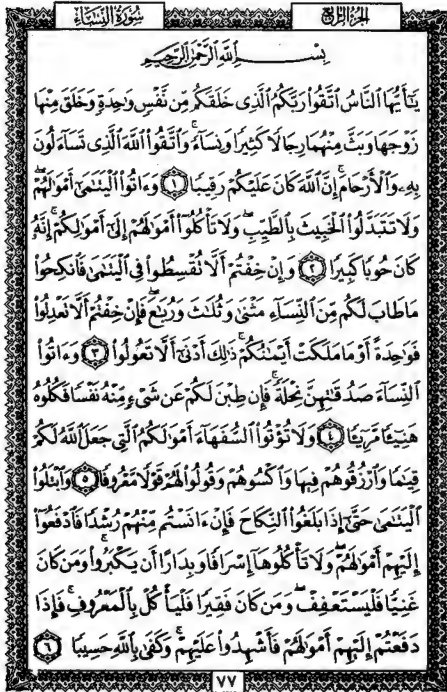 سُورَةُ النِّسَاءِ الجُزءُ الرَّابِع
بِسْمِ اللَّهِ الرَّحْمَٰنِ الرَّحِيمِ
يَٰٓأَيُّهَا ٱلنَّاسُ ٱتَّقُوا۟ رَبَّكُمُ ٱلَّذِى خَلَقَكُم مِّن نَّفْسٍ وَٰحِدَةٍ وَخَلَقَ مِنْهَا
زَوْجَهَا وَبَثَّ مِنْهُمَا رِجَالًا كَثِيرًا وَنِسَآءً ۚ وَٱتَّقُوا۟ ٱللَّهَ ٱلَّذِى تَسَآءَلُونَ
بِهِۦ وَٱلْأَرْحَامَ ۚ إِنَّ ٱللَّهَ كَانَ عَلَيْكُمْ رَقِيبًا ١ وَءَاتُوا۟ ٱلْيَتَٰمَىٰٓ أَمْوَٰلَهُمْ ۖ
وَلَا تَتَبَدَّلُوا۟ ٱلْخَبِيثَ بِٱلطَّيِّبِ ۖ وَلَا تَأْكُلُوٓا۟ أَمْوَٰلَهُمْ إِلَىٰٓ أَمْوَٰلِكُمْ ۚ إِنَّهُۥ
كَانَ حُوبًا كَبِيرًا ٢ وَإِنْ خِفْتُمْ أَلَّا تُقْسِطُوا۟ فِى ٱلْيَتَٰمَىٰ فَٱنكِحُوا۟
مَا طَابَ لَكُم مِّنَ ٱلنِّسَآءِ مَثْنَىٰ وَثُلَٰثَ وَرُبَٰعَ ۖ فَإِنْ خِفْتُمْ أَلَّا تَعْدِلُوا۟
فَوَٰحِدَةً أَوْ مَا مَلَكَتْ أَيْمَٰنُكُمْ ۚ ذَٰلِكَ أَدْنَىٰٓ أَلَّا تَعُولُوا۟ ٣ وَءَاتُوا۟
ٱلنِّسَآءَ صَدُقَٰتِهِنَّ نِحْلَةً ۚ فَإِن طِبْنَ لَكُمْ عَن شَىْءٍ مِّنْهُ نَفْسًا فَكُلُوهُ
هَنِيٓـًٔا مَّرِيٓـًٔا ٤ وَلَا تُؤْتُوا۟ ٱلسُّفَهَآءَ أَمْوَٰلَكُمُ ٱلَّتِى جَعَلَ ٱللَّهُ لَكُمْ
قِيَٰمًا وَٱرْزُقُوهُمْ فِيهَا وَٱكْسُوهُمْ وَقُولُوا۟ لَهُمْ قَوْلًا مَّعْرُوفًا ٥ وَٱبْتَلُوا۟
ٱلْيَتَٰمَىٰ حَتَّىٰٓ إِذَا بَلَغُوا۟ ٱلنِّكَاحَ فَإِنْ ءَانَسْتُم مِّنْهُمْ رُشْدًا فَٱدْفَعُوٓا۟
إِلَيْهِمْ أَمْوَٰلَهُمْ ۖ وَلَا تَأْكُلُوهَآ إِسْرَافًا وَبِدَارًا أَن يَكْبَرُوا۟ ۚ وَمَن كَانَ
غَنِيًّا فَلْيَسْتَعْفِفْ ۖ وَمَن كَانَ فَقِيرًا فَلْيَأْكُلْ بِٱلْمَعْرُوفِ ۚ فَإِذَا
دَفَعْتُمْ إِلَيْهِمْ أَمْوَٰلَهُمْ فَأَشْهِدُوا۟ عَلَيْهِمْ ۚ وَكَفَىٰ بِٱللَّهِ حَسِيبًا ٦
٧٧